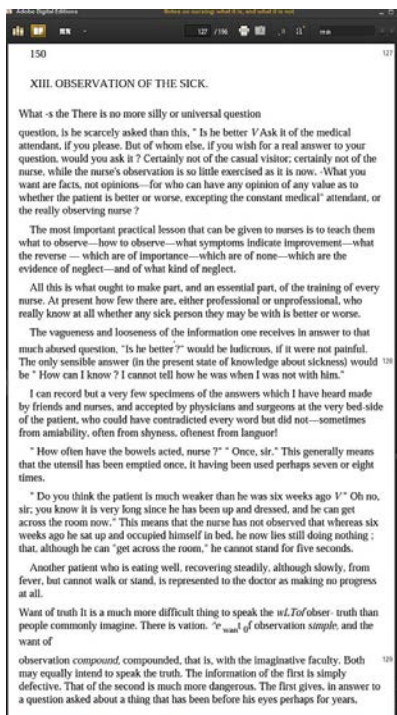 Adobe Digital Editions
Notes on nursing: what it is, and what it is not
127 / 196
150
127
XIII. OBSERVATION OF THE SICK.
What -s the There is no more silly or universal question
question, is he scarcely asked than this, " Is he better V Ask it of the medical
attendant, if you please. But of whom else, if you wish for a real answer to your
question, would you ask it ? Certainly not of the casual visitor; certainly not of the
nurse, while the nurse's observation is so little exercised as it is now. -What you
want are facts, not opinions—for who can have any opinion of any value as to
whether the patient is better or worse, excepting the constant medical" attendant, or
the really observing nurse ?
The most important practical lesson that can be given to nurses is to teach them
what to observe—how to observe—what symptoms indicate improvement—what
the reverse — which are of importance—which are of none—which are the
evidence of neglect—and of what kind of neglect.
All this is what ought to make part, and an essential part, of the training of every
nurse. At present how few there are, either professional or unprofessional, who
really know at all whether any sick person they may be with is better or worse.
The vagueness and looseness of the information one receives in answer to that
much abused question, "Is he better?" would be ludicrous, if it were not painful.
The only sensible answer (in the present state of knowledge about sickness) would
128
be " How can I know ? I cannot tell how he was when I was not with him."
I can record but a very few specimens of the answers which I have heard made
by friends and nurses, and accepted by physicians and surgeons at the very bed-side
of the patient, who could have contradicted every word but did not—sometimes
from amiability, often from shyness, oftenest from languor!
" How often have the bowels acted, nurse ?" " Once, sir." This generally means
that the utensil has been emptied once, it having been used perhaps seven or eight
times.
" Do you think the patient is much weaker than he was six weeks ago V " Oh no,
sir; you know it is very long since he has been up and dressed, and he can get
across the room now." This means that the nurse has not observed that whereas six
weeks ago he sat up and occupied himself in bed, he now lies still doing nothing ;
that, although he can "get across the room," he cannot stand for five seconds.
Another patient who is eating well, recovering steadily, although slowly, from
fever, but cannot walk or stand, is represented to the doctor as making no progress
at all.
Want of truth It is a much more difficult thing to speak the wLTof obser- truth than
people commonly imagine. There is vation. ^e want of observation simple, and the
want of
observation compound, compounded, that is, with the imaginative faculty. Both
129
may equally intend to speak the truth. The information of the first is simply
defective. That of the second is much more dangerous. The first gives, in answer to
a question asked about a thing that has been before his eyes perhaps for years,